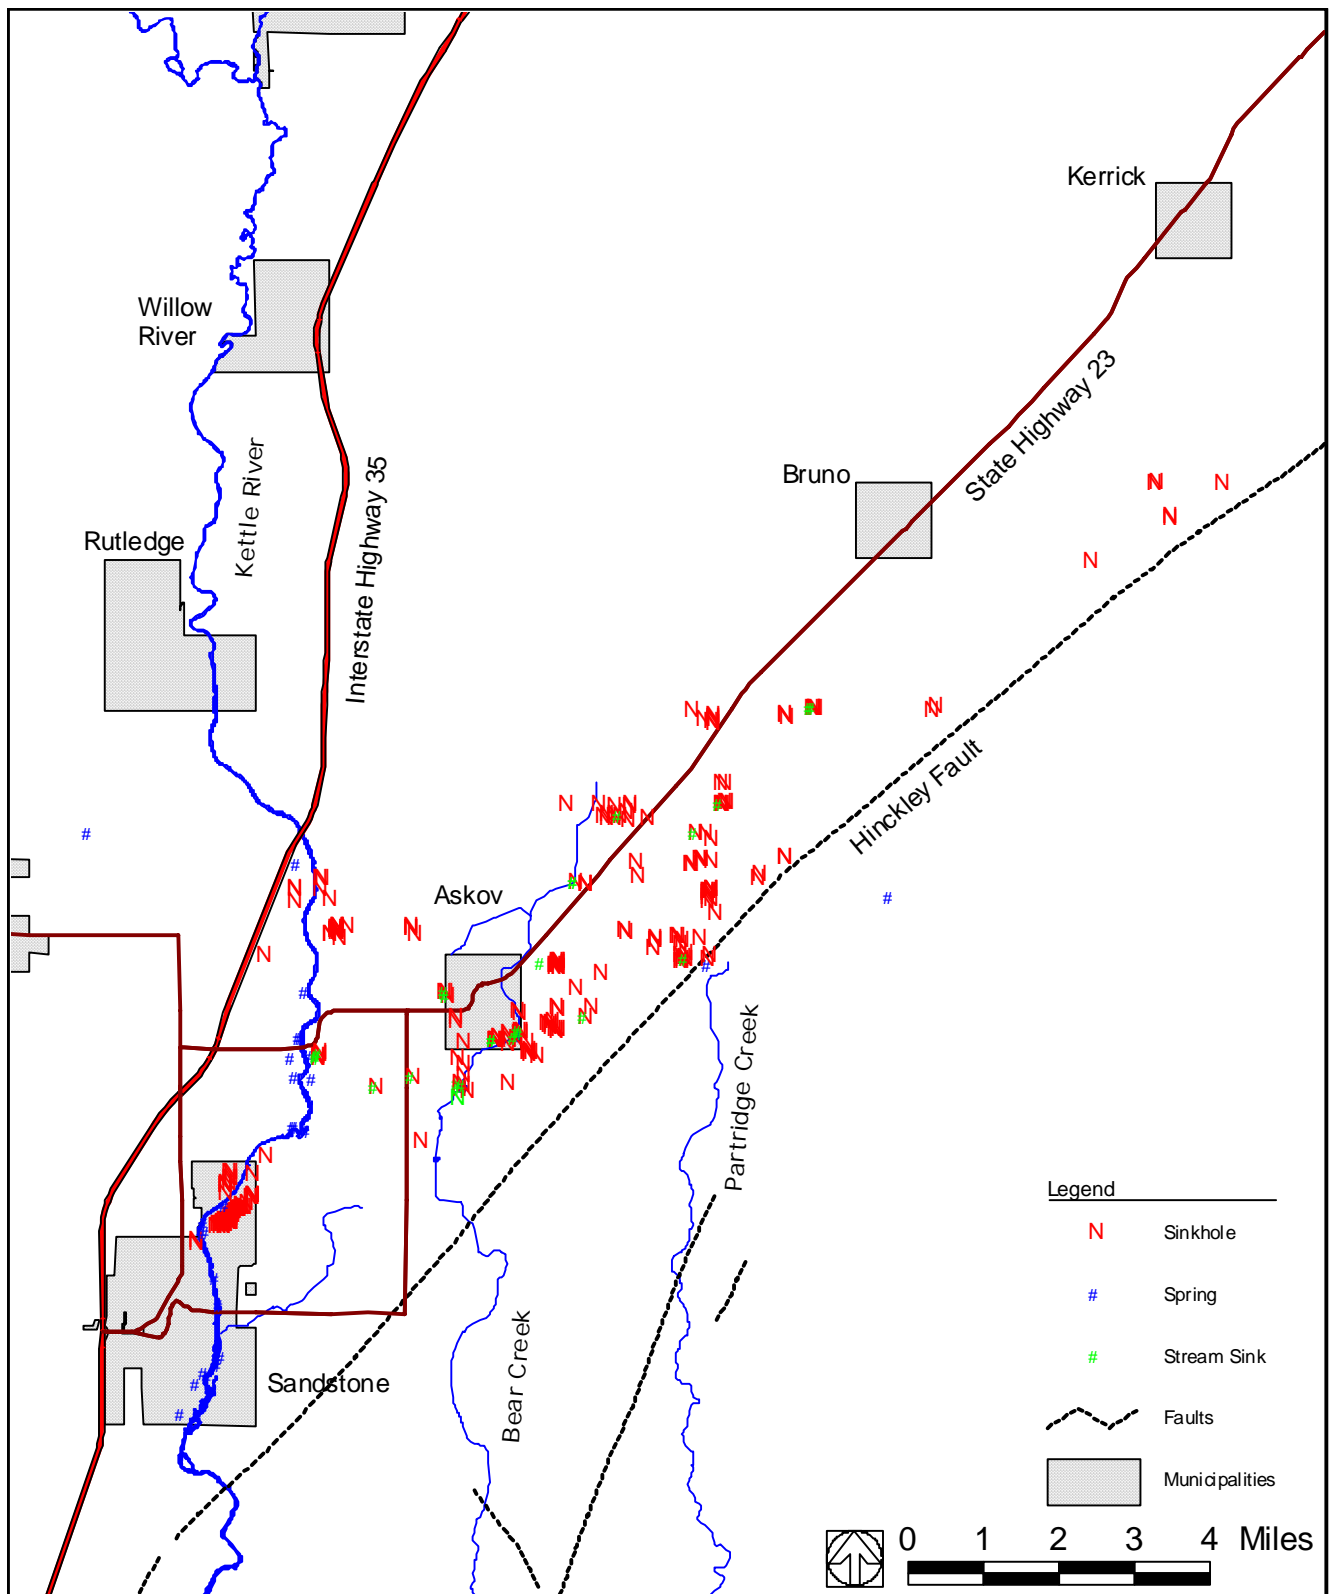 Kerrick
Willow
River
State Highway 23
Bruno
Kettle River
Interstate Highway 35
Rutledge
Hinckley Fault
Askov
Partridge Creek
Legend
N Sinkhole
# Spring
# Stream Sink
Faults
Municipalities
Sandstone
Bear Creek
0 1 2 3 4 Miles